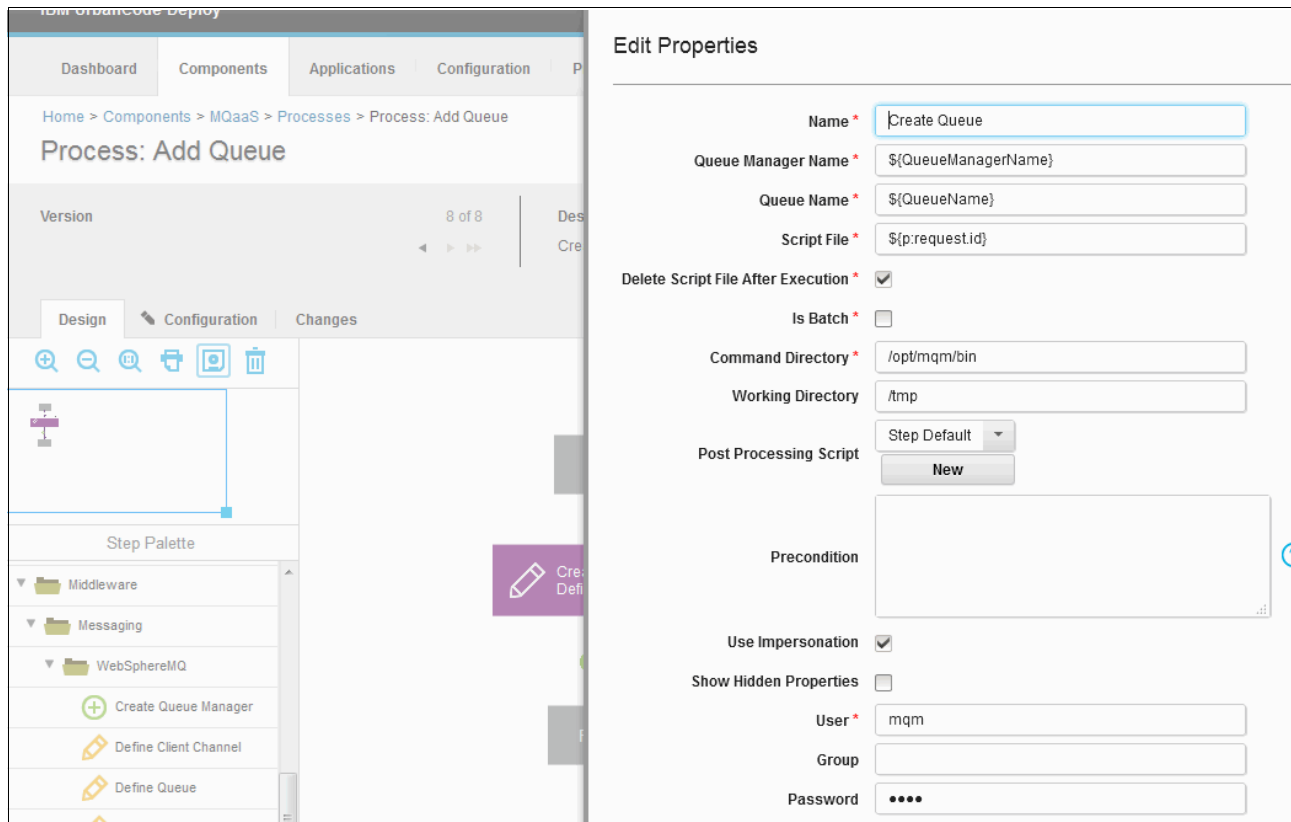 IBM UrbanCode Deploy
Dashboard Components Applications Configuration P
Home > Components > MQaaS > Processes > Process: Add Queue
Process: Add Queue
Version 8 of 8 Des
Cre
Design Configuration Changes
Step Palette
Middleware
Messaging
WebSphereMQ
Create Queue Manager
Define Client Channel
Define Queue
Crea
Defi
F
Edit Properties
Name * Create Queue
Queue Manager Name * ${QueueManagerName}
Queue Name * ${QueueName}
Script File * ${p:request.id}
Delete Script File After Execution *
Is Batch *
Command Directory * /opt/mqm/bin
Working Directory /tmp
Post Processing Script Step Default
New
Precondition
Use Impersonation
Show Hidden Properties
User * mqm
Group
Password ••••